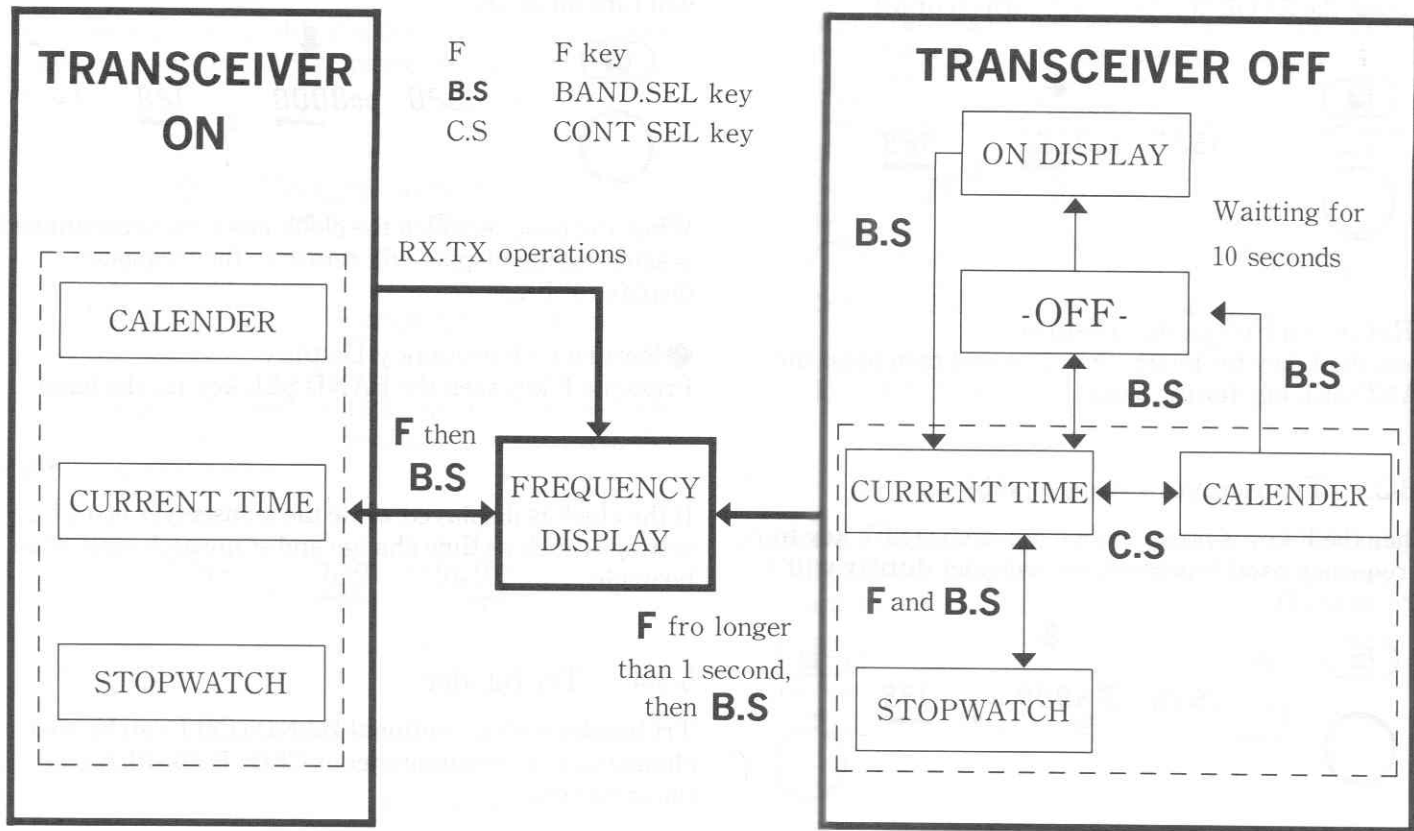 TRANSCEIVER
ON
CALENDER
CURRENT TIME
STOPWATCH
F F key
B.S BAND.SEL key
C.S CONT SEL key
RX.TX operations
F then
B.S
FREQUENCY
DISPLAY
F fro longer
than 1 second,
then B.S
TRANSCEIVER OFF
ON DISPLAY
B.S
Waitting for
10 seconds
-OFF-
B.S
B.S
CURRENT TIME
CALENDER
C.S
F and B.S
STOPWATCH